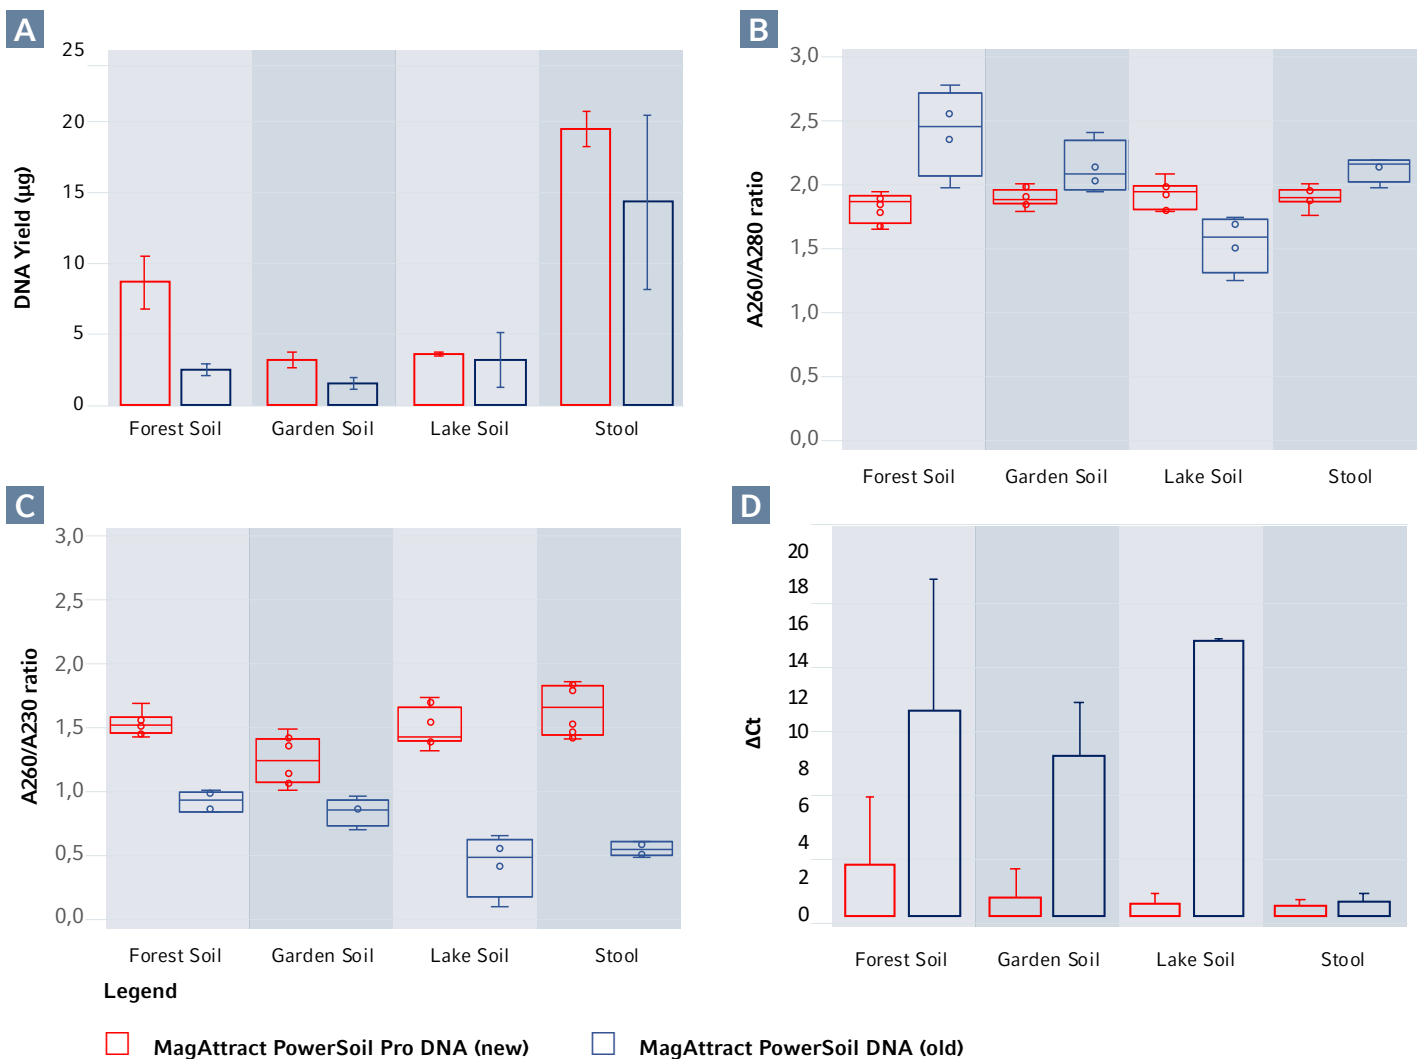 A
25
20
15
10
5
0
DNA Yield (µg)
Forest Soil
Garden Soil
Lake Soil
Stool
B
3,0
2,5
2,0
1,5
1,0
0,5
0,0
A260/A280 ratio
Forest Soil
Garden Soil
Lake Soil
Stool
C
3,0
2,5
2,0
1,5
1,0
0,5
0,0
A260/A230 ratio
Forest Soil
Garden Soil
Lake Soil
Stool
D
20
18
16
14
12
10
8
6
4
2
0
ΔCt
Forest Soil
Garden Soil
Lake Soil
Stool
Legend
MagAttract PowerSoil Pro DNA (new)
MagAttract PowerSoil DNA (old)